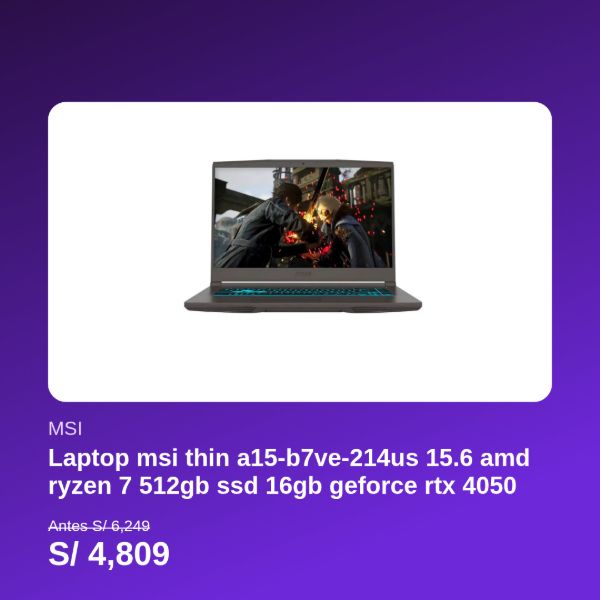 MSI
Laptop msi thin a15-b7ve-214us 15.6 amd
ryzen 7 512gb ssd 16gb geforce rtx 4050
Antes S/ 6,249
S/ 4,809